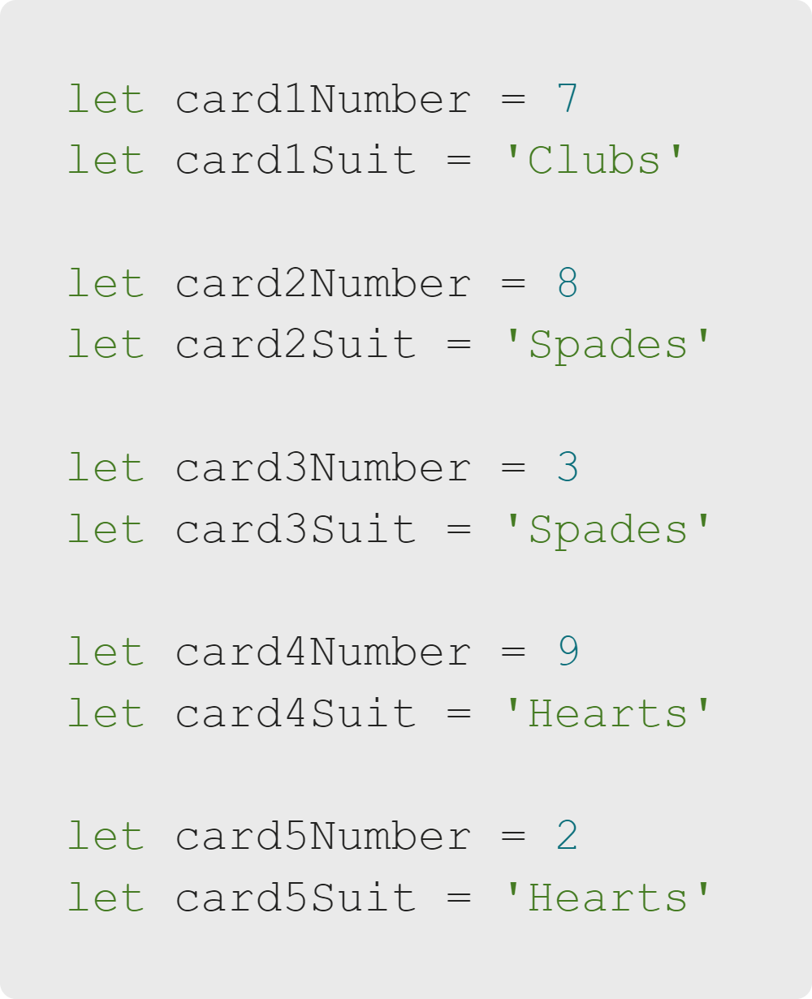 let card1Number = 7
let card1Suit = 'Clubs'
let card2Number = 8
let card2Suit = 'Spades'
let card3Number = 3
let card3Suit = 'Spades'
let card4Number = 9
let card4Suit = 'Hearts'
let card5Number = 2
let card5Suit = 'Hearts'